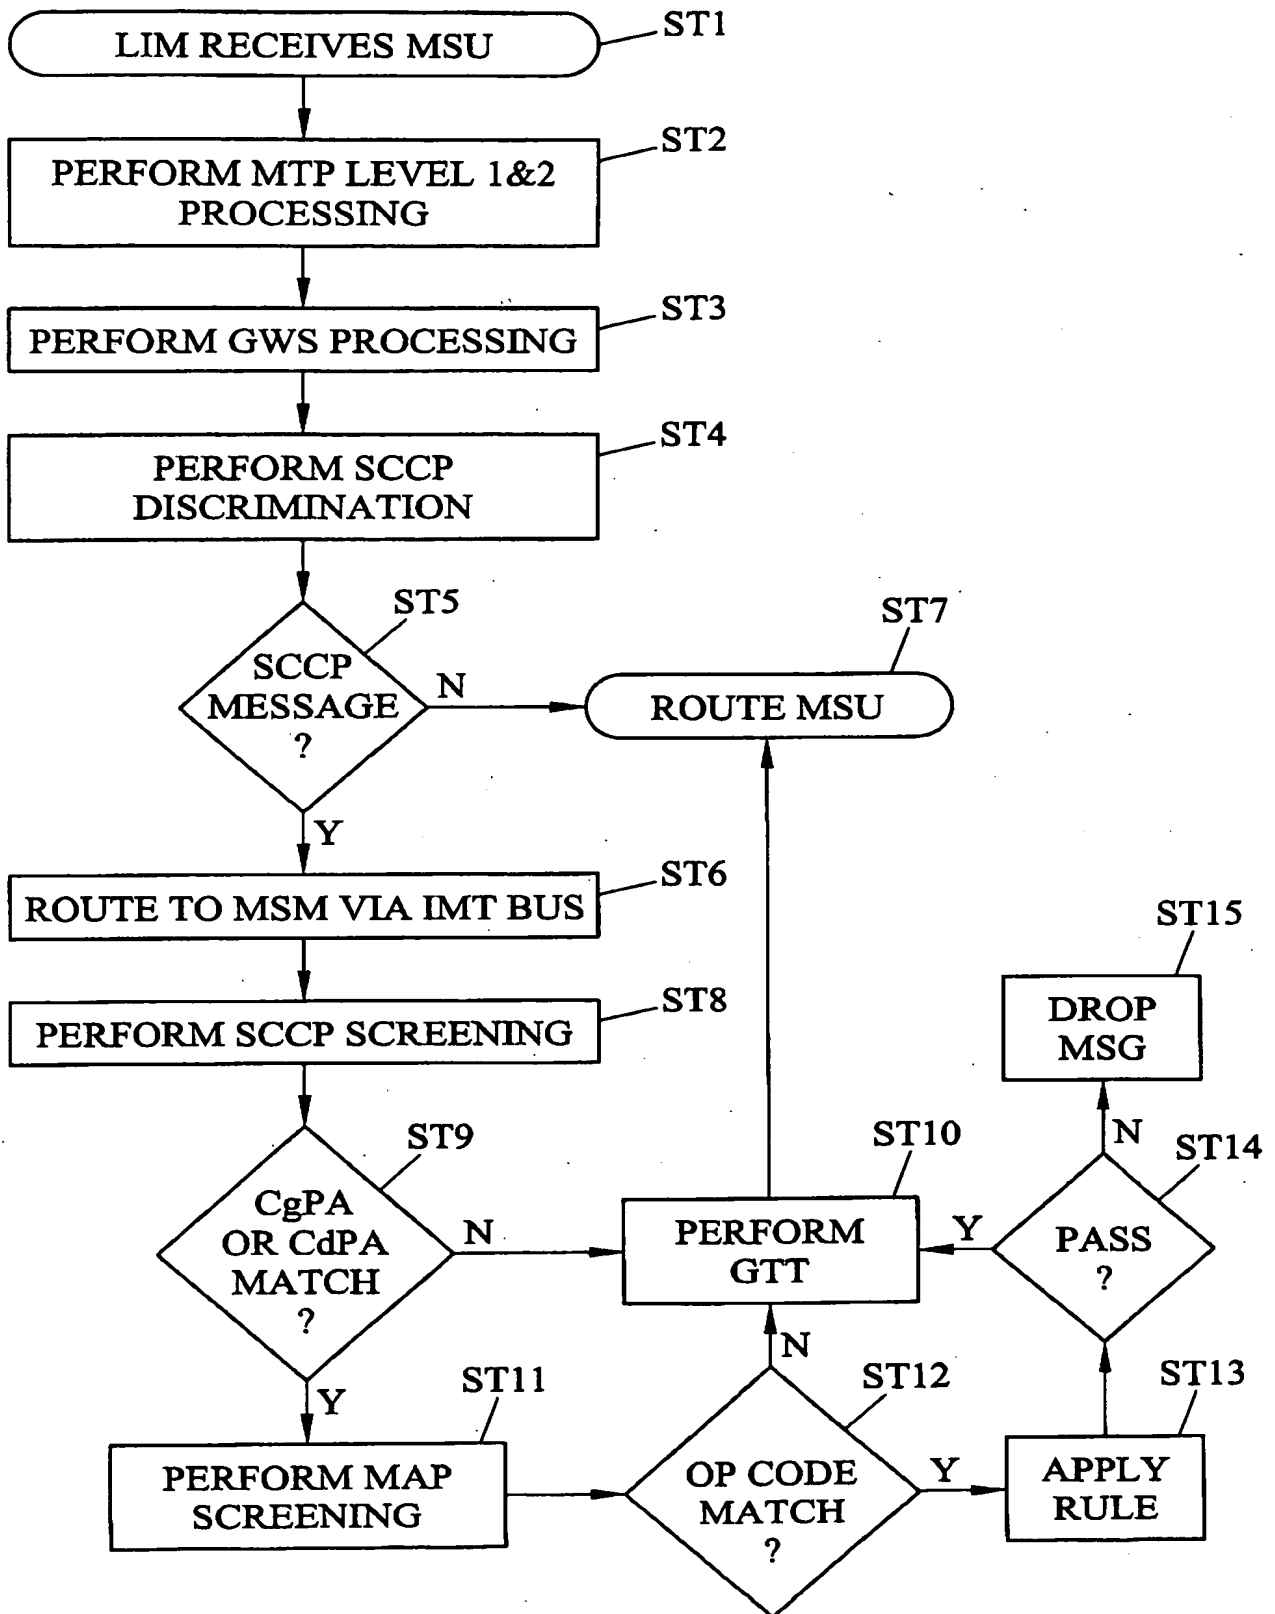 LIM RECEIVES MSU
ST1
PERFORM MTP LEVEL 1&2
PROCESSING
ST2
PERFORM GWS PROCESSING
ST3
PERFORM SCCP
DISCRIMINATION
ST4
SCCP
MESSAGE
?
ST5
N
Y
ROUTE MSU
ST7
ROUTE TO MSM VIA IMT BUS
ST6
PERFORM SCCP SCREENING
ST8
CgPA
OR CdPA
MATCH
?
ST9
N
Y
PERFORM
GTT
ST10
PERFORM MAP
SCREENING
ST11
OP CODE
MATCH
?
ST12
N
Y
APPLY
RULE
ST13
PASS
?
ST14
Y
N
DROP
MSG
ST15